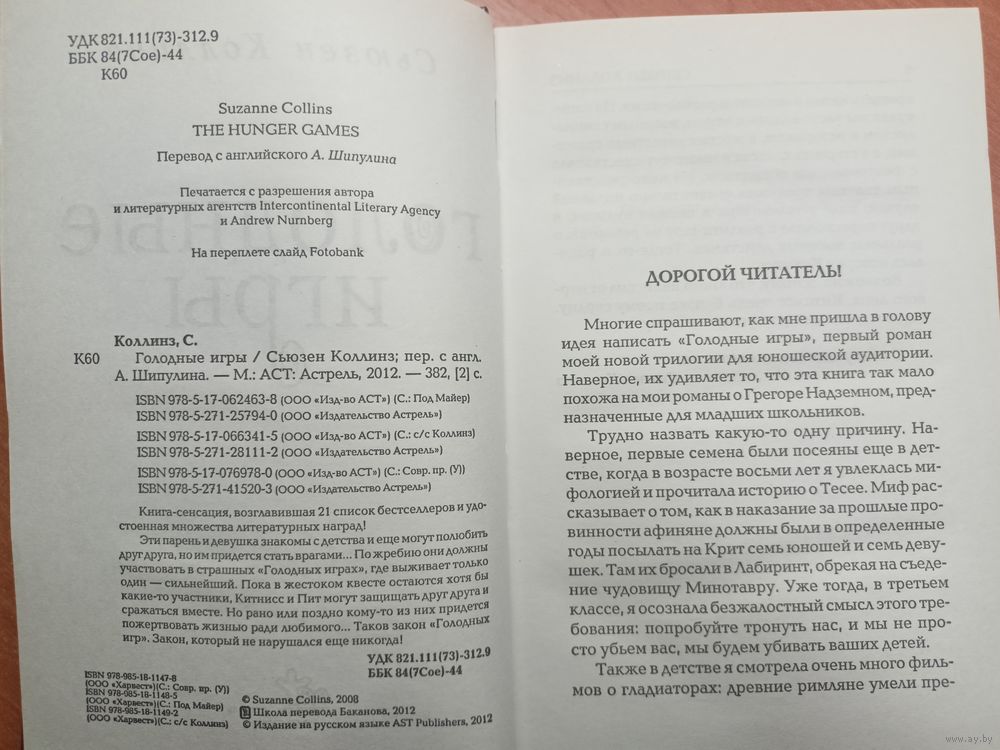 УДК 821.111(73)-312.9
ББК 84(7Сое)-44
К60
Suzanne Collins
THE HUNGER GAMES
Перевод с английского А. Шипулина
Печатается с разрешения автора
и литературных агентств Intercontinental Literary Agency
и Andrew Nurnberg
На переплете слайд Fotobank
Коллинз, С.
К60 Голодные игры / Сьюзен Коллинз; пер. с англ.
А. Шипулина. — М.: АСТ: Астрель, 2012. — 382, [2] с.
ISBN 978-5-17-062463-8 (ООО «Изд-во АСТ») (С.: Под Майер)
ISBN 978-5-271-25794-0 (ООО «Издательство Астрель»)
ISBN 978-5-17-066341-5 (ООО «Изд-во АСТ») (С.: с/с Коллинз)
ISBN 978-5-271-28111-2 (ООО «Издательство Астрель»)
ISBN 978-5-17-076978-0 (ООО «Изд-во АСТ») (С.: Совр. пр. (У))
ISBN 978-5-271-41520-3 (ООО «Издательство Астрель»)
Книга-сенсация, возглавившая 21 список бестселлеров и удо-
стоенная множества литературных наград!
Эти парень и девушка знакомы с детства и еще могут полюбить
друг друга, но им придется стать врагами... По жребию они должны
участвовать в страшных «Голодных играх», где выживает только
один — сильнейший. Пока в жестоком квесте остаются хотя бы
какие-то участники, Китнисс и Пит могут защищать друг друга и
сражаться вместе. Но рано или поздно кому-то из них придется
пожертвовать жизнью ради любимого... Таков закон «Голодных
игр». Закон, который не нарушался еще никогда!
УДК 821.111(73)-312.9
ББК 84(7Сое)-44
ISBN 978-985-18-1147-8
(ООО «Харвест»)(С.: Совр. пр. (У))
ISBN 978-985-18-1148-5
(ООО «Харвест»)(С.: Под Майер)
ISBN 978-985-18-1149-2
(ООО «Харвест») (С.: с/с Коллинз)
© Suzanne Collins, 2008
Школа перевода Баканова, 2012
© Издание на русском языке AST Publishers, 2012
ДОРОГОЙ ЧИТАТЕЛЬ!
Многие спрашивают, как мне пришла в голову
идея написать «Голодные игры», первый роман
моей новой трилогии для юношеской аудитории.
Наверное, их удивляет то, что эта книга так мало
похожа на мои романы о Грегоре Надземном, пред-
назначенные для младших школьников.
Трудно назвать какую-то одну причину. На-
верное, первые семена были посеяны еще в дет-
стве, когда в возрасте восьми лет я увлеклась ми-
фологией и прочитала историю о Тесее. Миф рас-
сказывает о том, как в наказание за прошлые про-
винности афиняне должны были в определенные
годы посылать на Крит семь юношей и семь деву-
шек. Там их бросали в Лабиринт, обрекая на съеде-
ние чудовищу Минотавру. Уже тогда, в третьем
классе, я осознала безжалостный смысл этого тре-
бования: попробуйте тронуть нас, и мы не про-
сто убьем вас, мы будем убивать ваших детей.
Также в детстве я смотрела очень много филь-
мов о гладиаторах: древние римляне умели пре-
www.ay.by